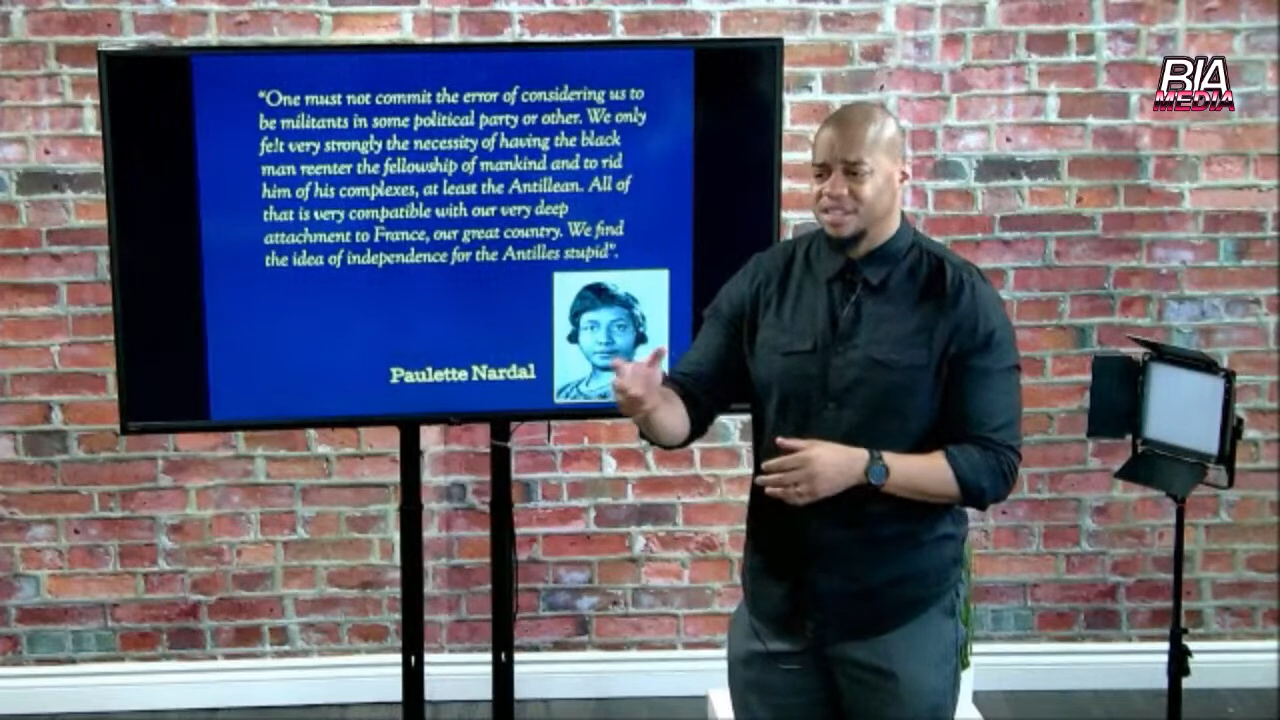 “One must not commit the error of considering us to
be militants in some political party or other. We only
felt very strongly the necessity of having the black
man reenter the fellowship of mankind and to rid
him of his complexes, at least the Antillean. All of
that is very compatible with our very deep
attachment to France, our great country. We find
the idea of independence for the Antilles stupid”.
Paulette Nardal
BIA
MEDIA